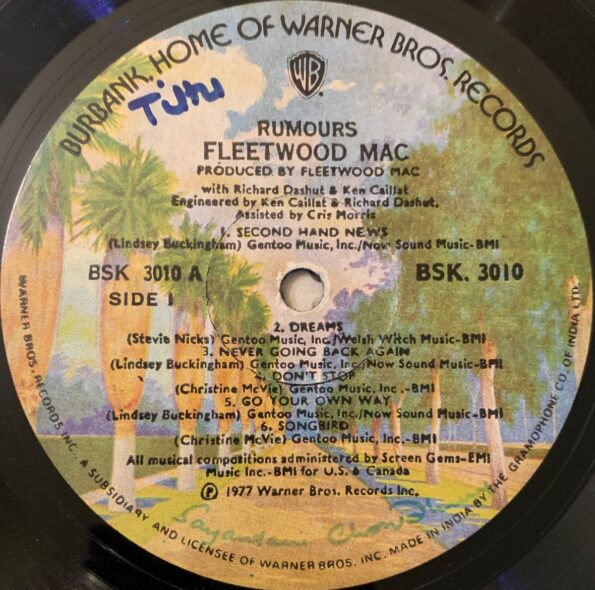 BURBANK, HOME OF WARNER BROS. RECORDS
WB
RUMOURS
FLEETWOOD MAC
PRODUCED BY FLEETWOOD MAC
with Richard Dashut & Ken Caillat
Engineered by Ken Caillat & Richard Dashut,
Assisted by Cris Morris
1. SECOND HAND NEWS
(Lindsey Buckingham) Gentoo Music, Inc./Now Sound Music-BMI
BSK 3010 A
BSK. 3010
SIDE 1
2. DREAMS
(Stevie Nicks) Gentoo Music, Inc./Welsh Witch Music-BMI
3. NEVER GOING BACK AGAIN
(Lindsey Buckingham) Gentoo Music, Inc./Now Sound Music-BMI
4. DON'T STOP
(Christine McVie) Gentoo Music, Inc.-BMI
5. GO YOUR OWN WAY
(Lindsey Buckingham) Gentoo Music, Inc./Now Sound Music-BMI
6. SONGBIRD
(Christine McVie) Gentoo Music, Inc.-BMI
All musical compositions administered by Screen Gems-EMI
Music Inc.-BMI for U.S. & Canada
Ⓟ 1977 Warner Bros. Records Inc.
WARNER BROS. RECORDS INC. A SUBSIDIARY AND LICENSEE OF WARNER BROS. INC. MADE IN INDIA BY THE GRAMOPHONE CO. OF INDIA LTD.